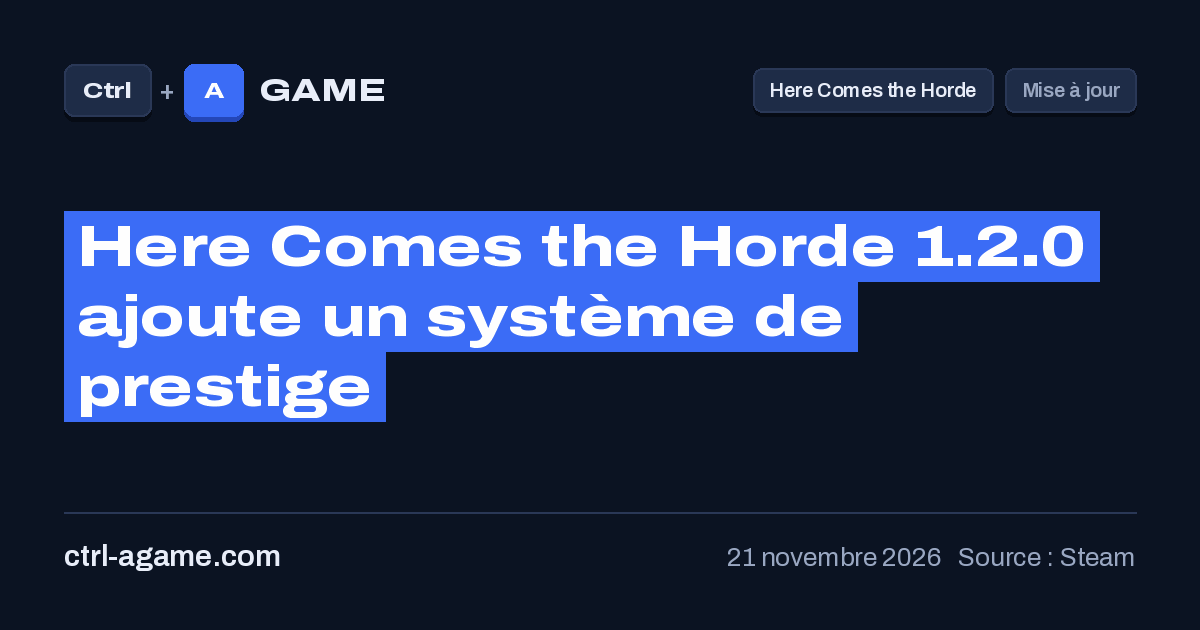 Ctrl + A GAME
Here Comes the Horde
Mise à jour
Here Comes the Horde 1.2.0
ajoute un système de
prestige
ctrl-agame.com
21 novembre 2026 Source : Steam